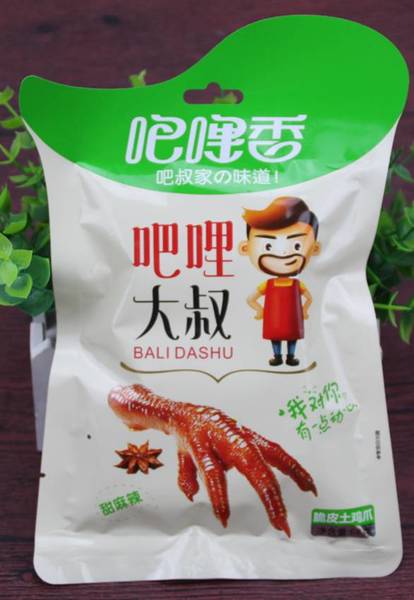 吧哩香
吧叔家の味道！
吧哩
大叔
BALI DASHU
我对你
有一点动心
甜麻辣
脆皮土鸡爪